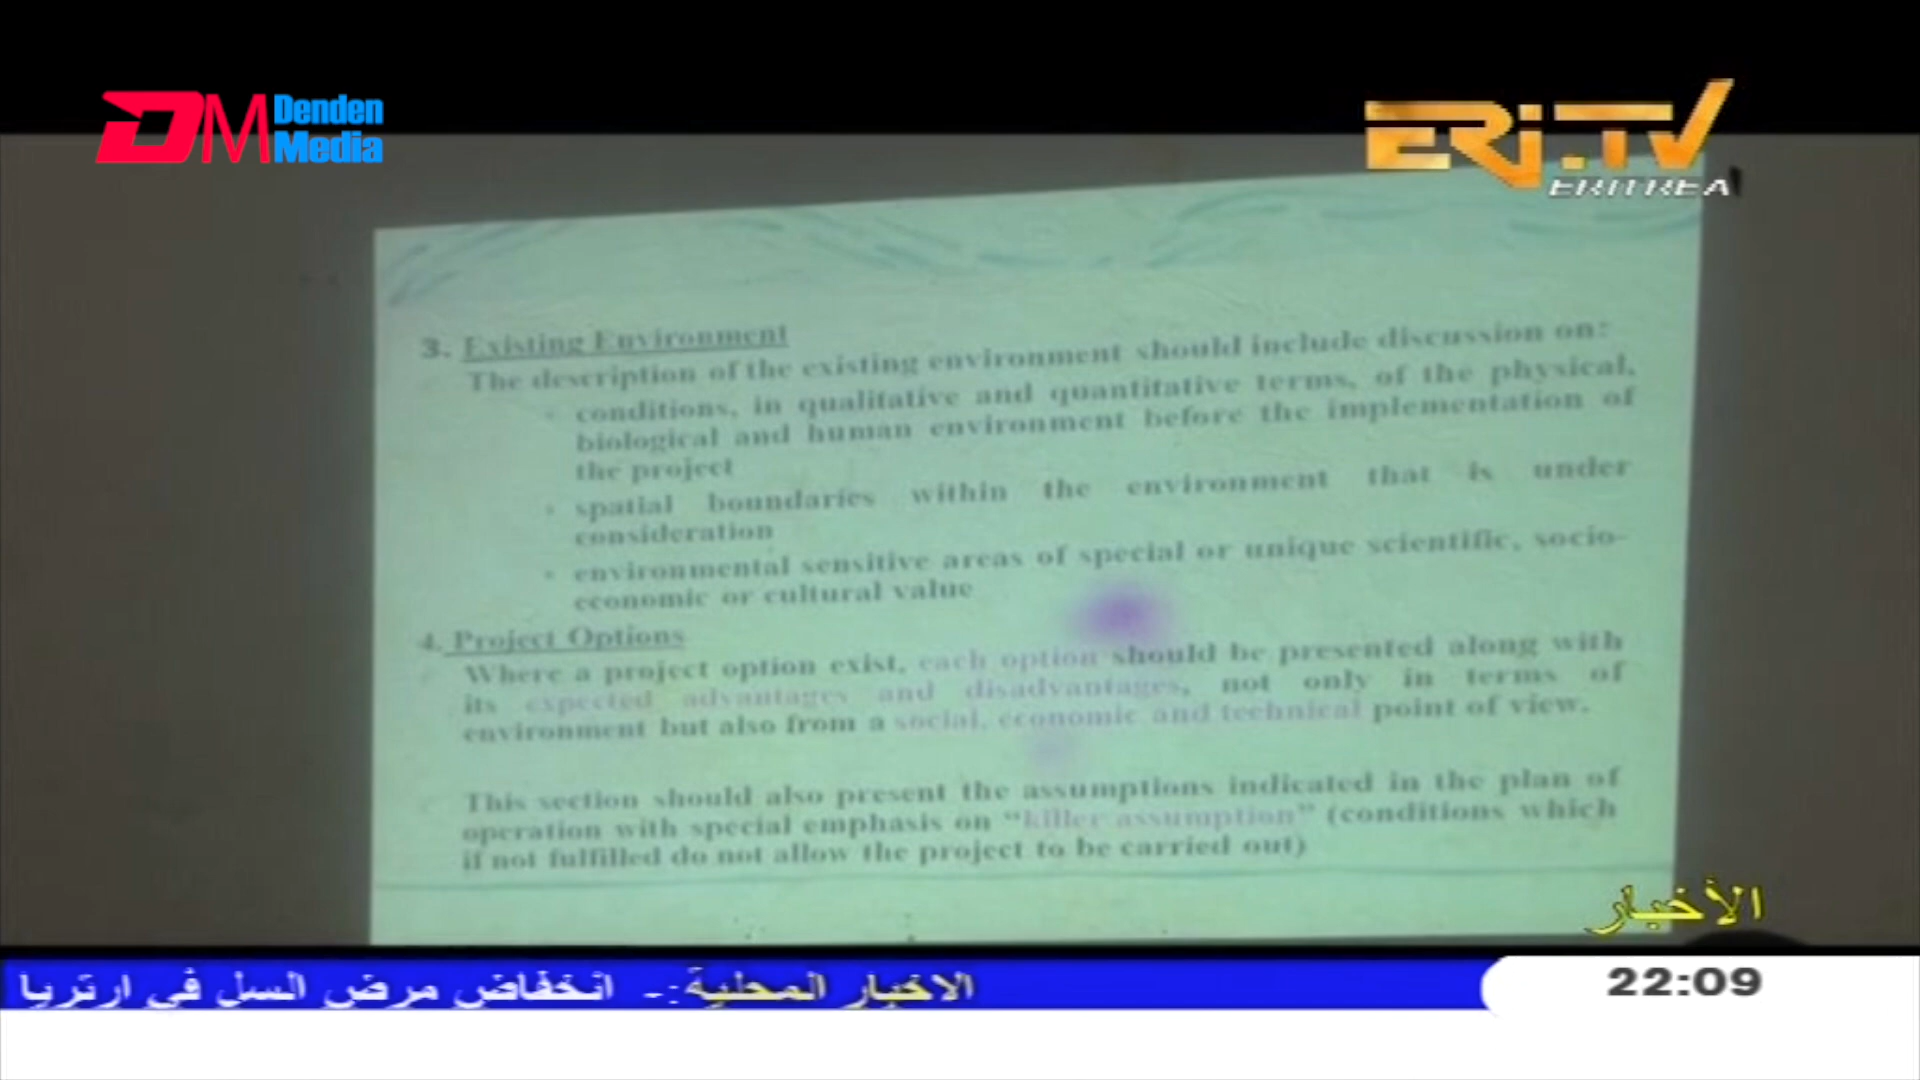 DM Denden
Media
ERi.TV
ERITREA
3. Existing Environment
The description of the existing environment should include discussion on:
conditions, in qualitative and quantitative terms, of the physical,
biological and human environment before the implementation of
the project
spatial boundaries within the environment that is under
consideration
environmental sensitive areas of special or unique scientific, socio-
economic or cultural value
4. Project Options
Where a project option exist, each option should be presented along with
its expected advantages and disadvantages, not only in terms of
environment but also from a social, economic and technical point of view.
This section should also present the assumptions indicated in the plan of
operation with special emphasis on “killer assumption” (conditions which
if not fulfilled do not allow the project to be carried out)
الأخبار
الاخبار المحلية:- انخفاض مرض السل في ارتريا
22:09